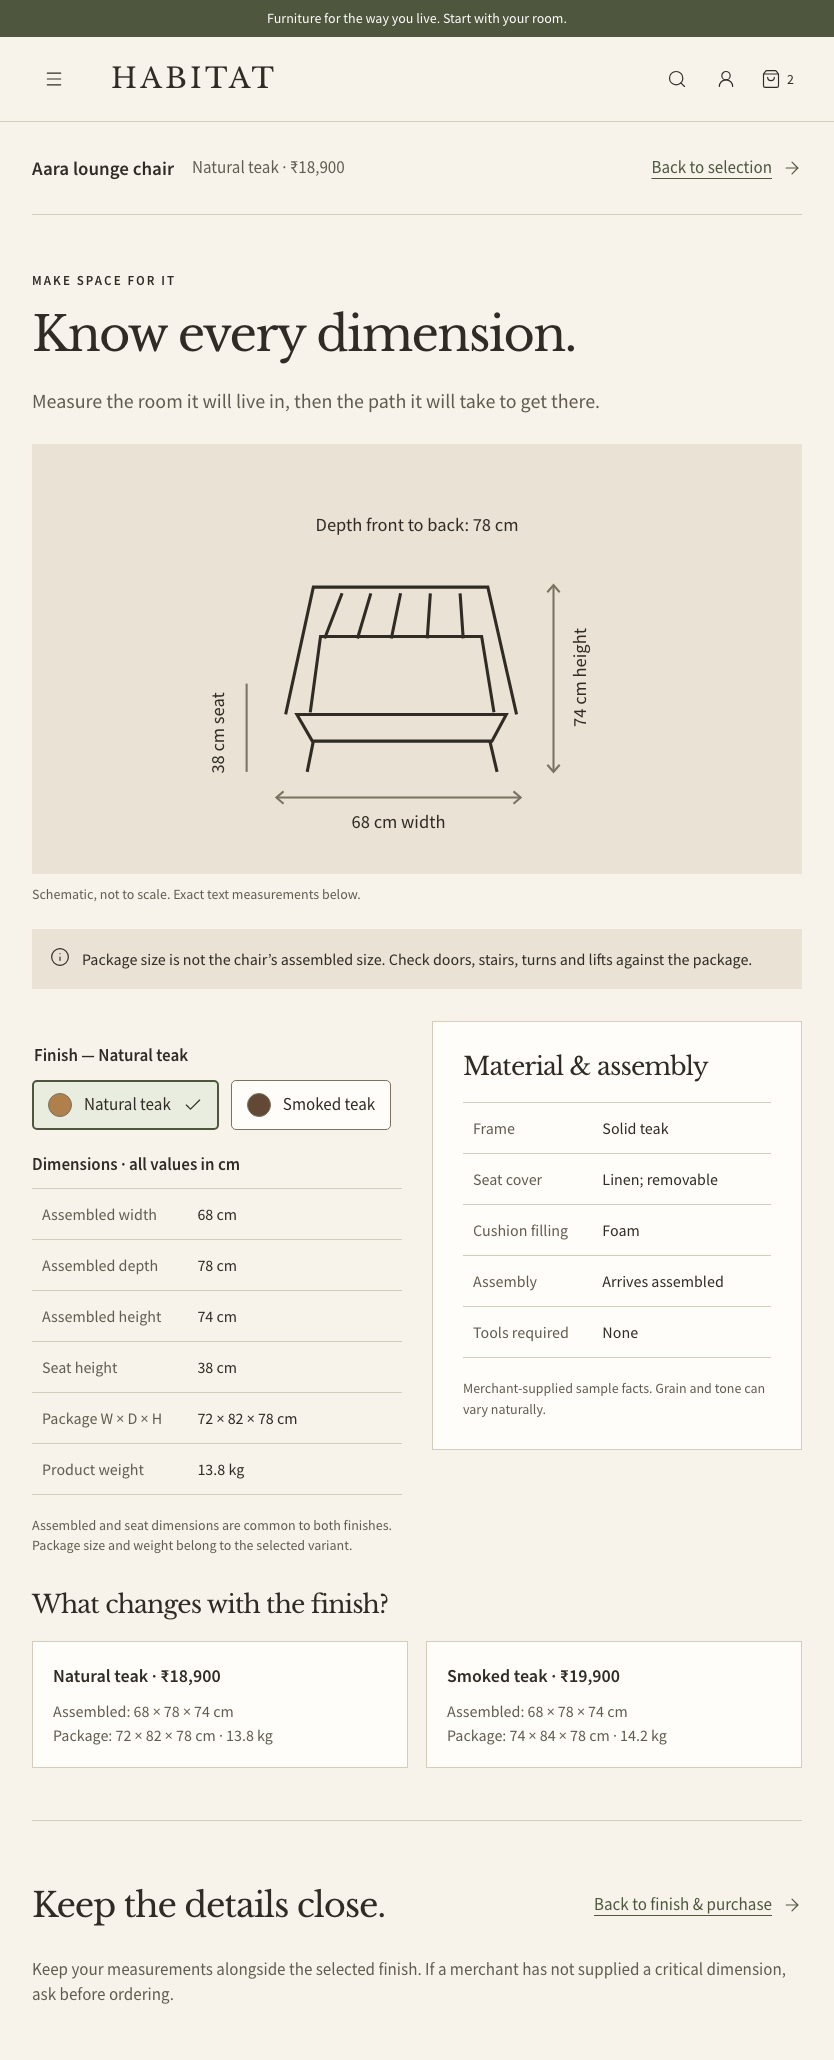 Furniture for the way you live. Start with your room.
HABITAT
2
Aara lounge chair Natural teak · ₹18,900
Back to selection
MAKE SPACE FOR IT
Know every dimension.
Measure the room it will live in, then the path it will take to get there.
Depth front to back: 78 cm
38 cm seat
74 cm height
68 cm width
Schematic, not to scale. Exact text measurements below.
Package size is not the chair’s assembled size. Check doors, stairs, turns and lifts against the package.
Finish — Natural teak
Natural teak
Smoked teak
Dimensions · all values in cm
Assembled width 68 cm
Assembled depth 78 cm
Assembled height 74 cm
Seat height 38 cm
Package W × D × H 72 × 82 × 78 cm
Product weight 13.8 kg
Assembled and seat dimensions are common to both finishes.
Package size and weight belong to the selected variant.
Material & assembly
Frame Solid teak
Seat cover Linen; removable
Cushion filling Foam
Assembly Arrives assembled
Tools required None
Merchant-supplied sample facts. Grain and tone can
vary naturally.
What changes with the finish?
Natural teak · ₹18,900
Assembled: 68 × 78 × 74 cm
Package: 72 × 82 × 78 cm · 13.8 kg
Smoked teak · ₹19,900
Assembled: 68 × 78 × 74 cm
Package: 74 × 84 × 78 cm · 14.2 kg
Keep the details close.
Back to finish & purchase
Keep your measurements alongside the selected finish. If a merchant has not supplied a critical dimension,
ask before ordering.